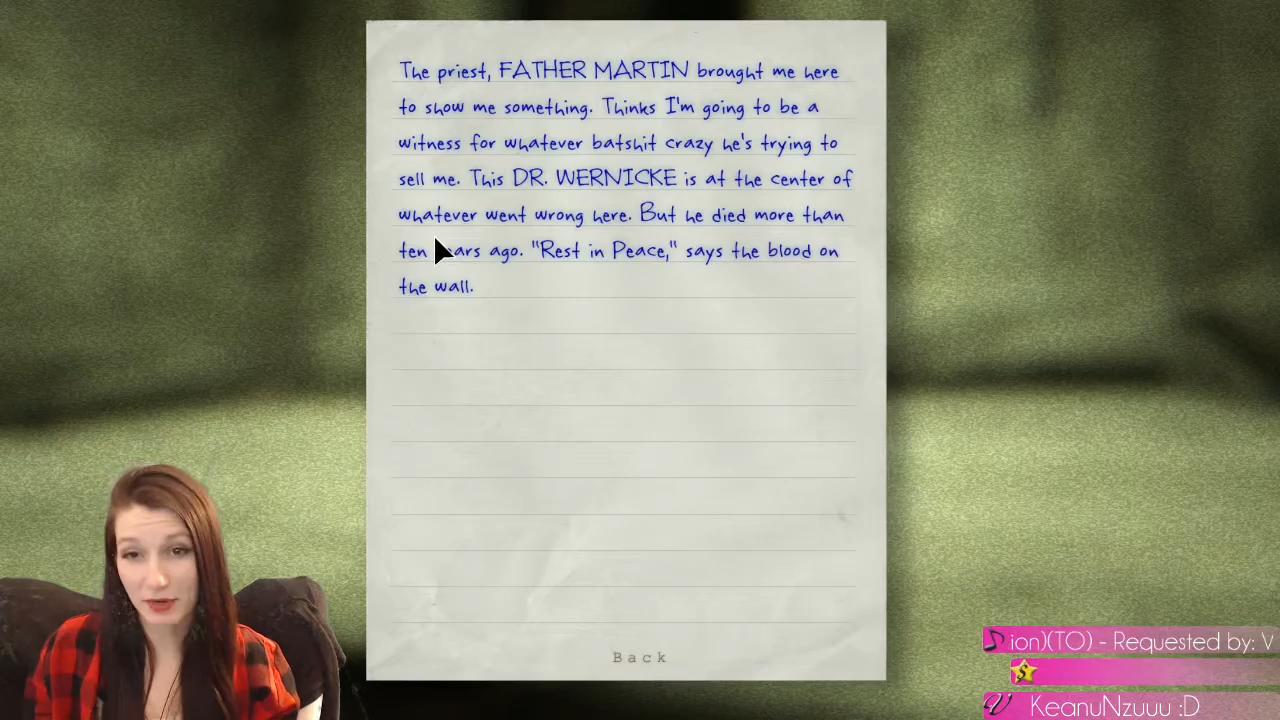 The priest, FATHER MARTIN brought me here
to show me something. Thinks I'm going to be a
witness for whatever batshit crazy he's trying to
sell me. This DR. WERNICKE is at the center of
whatever went wrong here. But he died more than
ten ago. "Rest in Peace," says the blood on
the wall.
Back
ion)(TO) - Requested by: V
KeanuNzuuu :D